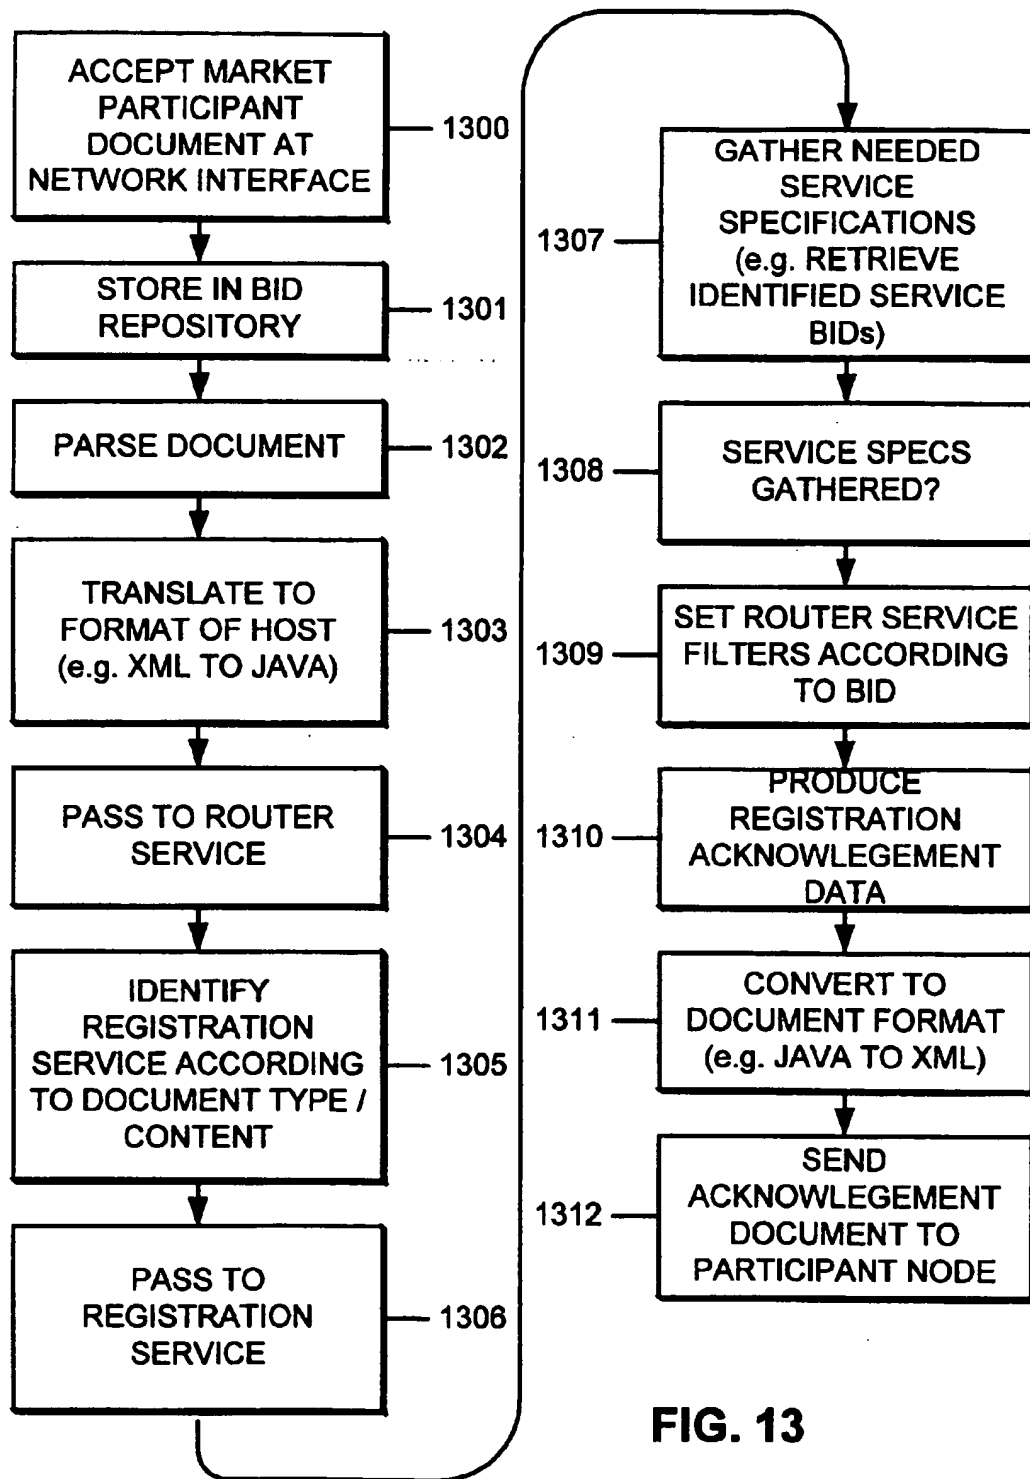 ACCEPT MARKET
PARTICIPANT
DOCUMENT AT
NETWORK INTERFACE
1300
STORE IN BID
REPOSITORY
1301
PARSE DOCUMENT
1302
TRANSLATE TO
FORMAT OF HOST
(e.g. XML TO JAVA)
1303
PASS TO ROUTER
SERVICE
1304
IDENTIFY
REGISTRATION
SERVICE ACCORDING
TO DOCUMENT TYPE /
CONTENT
1305
PASS TO
REGISTRATION
SERVICE
1306
GATHER NEEDED
SERVICE
SPECIFICATIONS
(e.g. RETRIEVE
IDENTIFIED SERVICE
BIDs)
1307
SERVICE SPECS
GATHERED?
1308
SET ROUTER SERVICE
FILTERS ACCORDING
TO BID
1309
PRODUCE
REGISTRATION
ACKNOWLEGEMENT
DATA
1310
CONVERT TO
DOCUMENT FORMAT
(e.g. JAVA TO XML)
1311
SEND
ACKNOWLEGEMENT
DOCUMENT TO
PARTICIPANT NODE
1312
FIG. 13